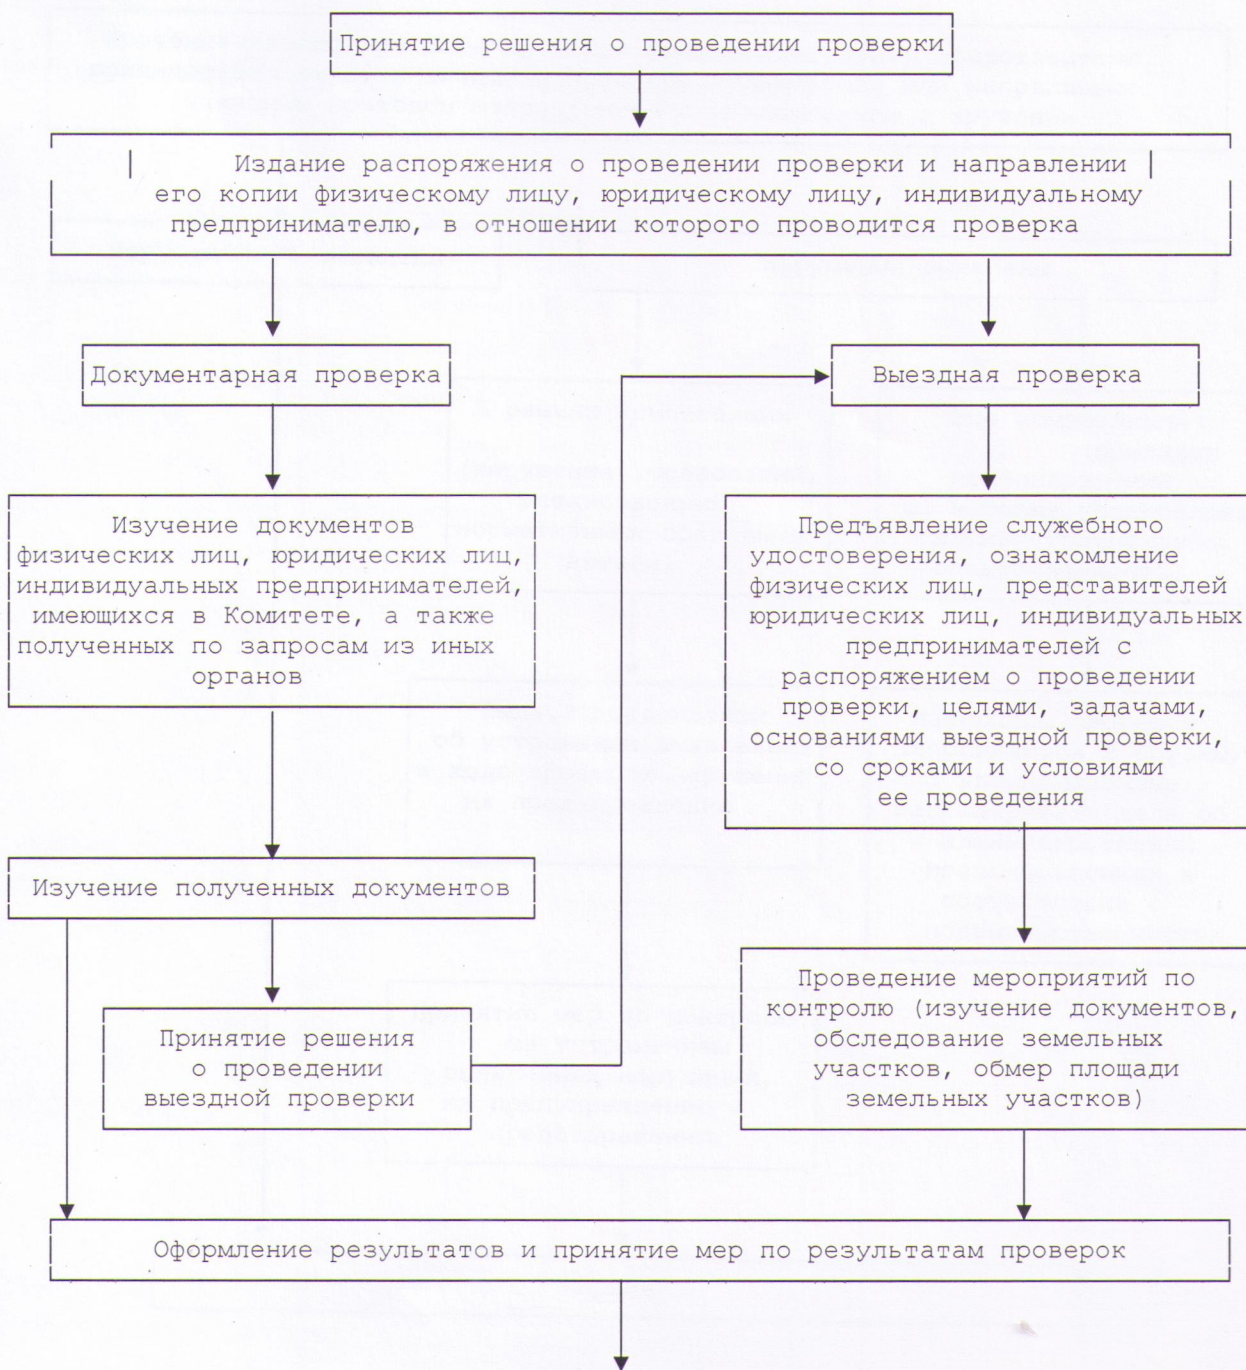 Принятие решения о проведении проверки
Издание распоряжения о проведении проверки и направлении
его копии физическому лицу, юридическому лицу, индивидуальному
предпринимателю, в отношении которого проводится проверка
Документарная проверка
Выездная проверка
Изучение документов
физических лиц, юридических лиц,
индивидуальных предпринимателей,
имеющихся в Комитете, а также
полученных по запросам из иных
органов
Предъявление служебного
удостоверения, ознакомление
физических лиц, представителей
юридических лиц, индивидуальных
предпринимателей с
распоряжением о проведении
проверки, целями, задачами,
основаниями выездной проверки,
со сроками и условиями
ее проведения
Изучение полученных документов
Принятие решения
о проведении
выездной проверки
Проведение мероприятий по
контролю (изучение документов,
обследование земельных
участков, обмер площади
земельных участков)
Оформление результатов и принятие мер по результатам проверок